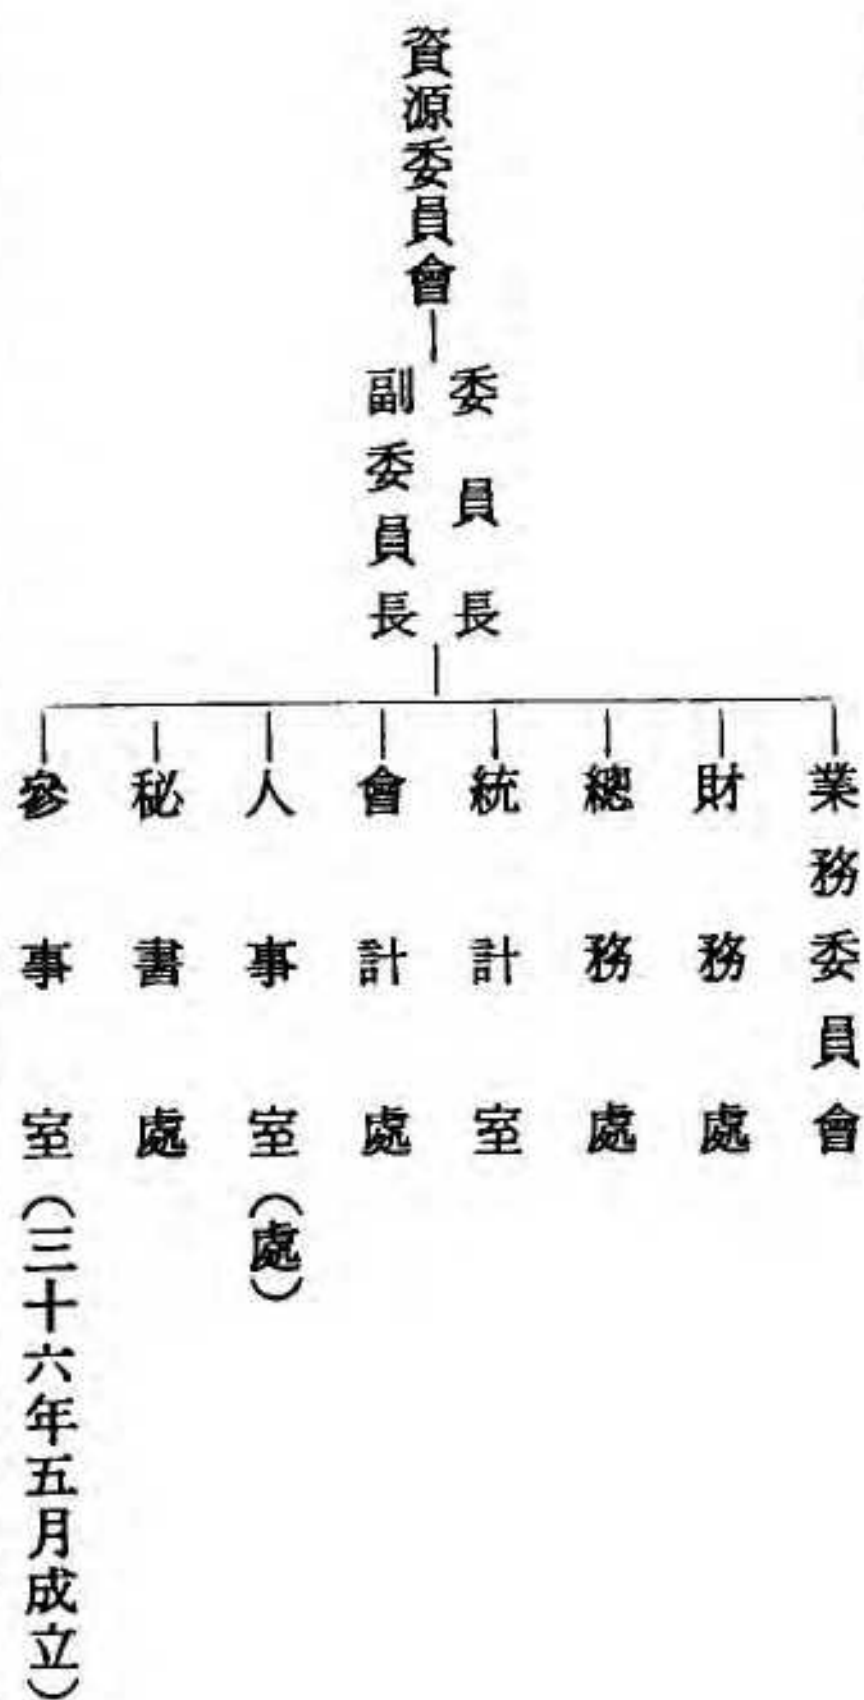 資源委員會
委員長
副委員長
業務委員會
財務處
總務處
統計室
會計處
人事室（處）
秘書處
參事室（三十六年五月成立）